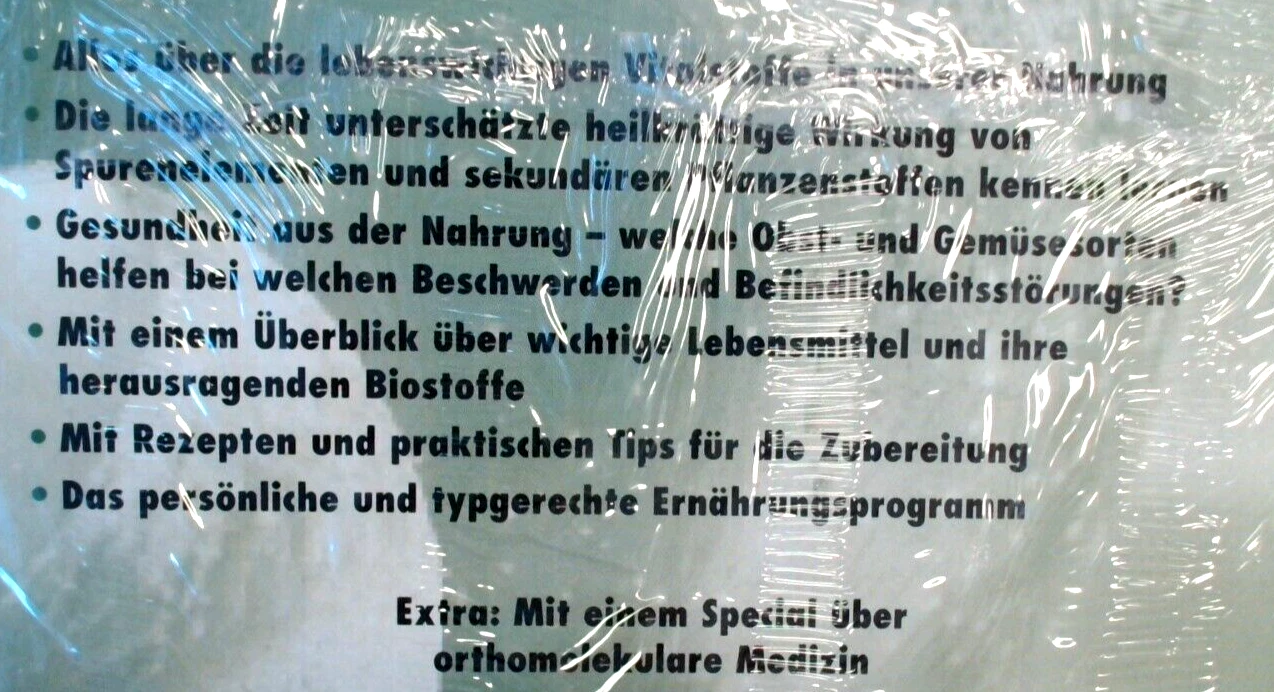 • Alles über die lebenswichtigen Vitalstoffe in unserer Nahrung
• Die lange Zeit unterschätzte heilkräftige Wirkung von
Spurenelementen und sekundären Pflanzenstoffen kennen lernen
• Gesundheit aus der Nahrung – welche Obst- und Gemüsesorten
helfen bei welchen Beschwerden und Befindlichkeitsstörungen?
• Mit einem Überblick über wichtige Lebensmittel und ihre
herausragenden Biostoffe
• Mit Rezepten und praktischen Tips für die Zubereitung
• Das persönliche und typgerechte Ernährungsprogramm
Extra: Mit einem Special über
orthomolekulare Medizin